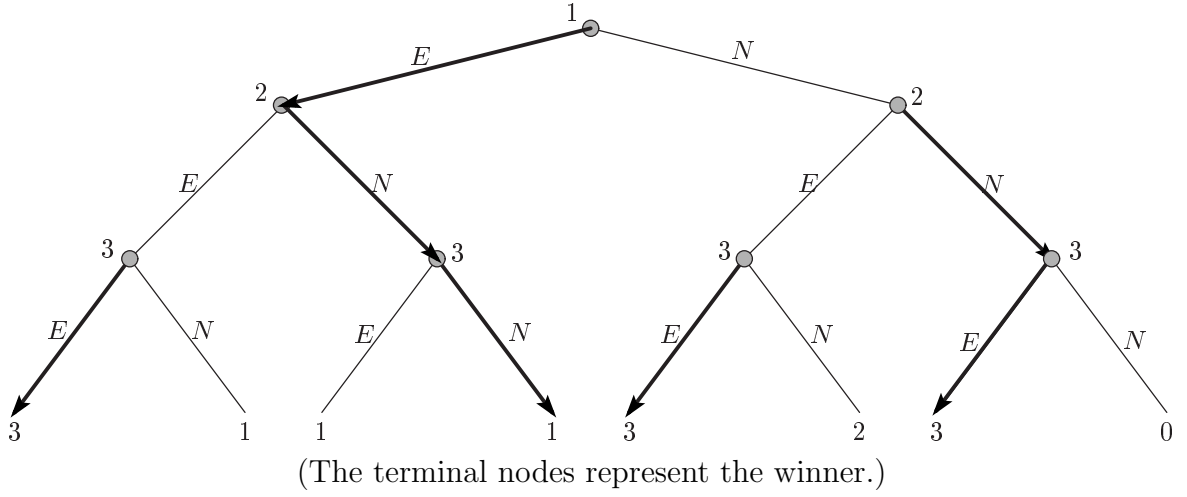 1
E N
2 2
E N E N
3 3 3 3
E N E N E N E N
3 1 1 1 3 2 3 0
(The terminal nodes represent the winner.)